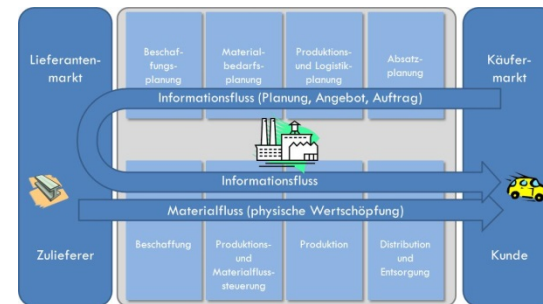 Lieferanten-
markt
Beschaf-
fungs-
planung
Material-
bedarfs-
planung
Produktions-
und Logistik-
planung
Absatz-
planung
Käufer-
markt
Informationsfluss (Planung, Angebot, Auftrag)
Informationsfluss
Materialfluss (physische Wertschöpfung)
Zulieferer
Beschaffung
Produktions-
und
Materialfluss-
steuerung
Produktion
Distribution
und
Entsorgung
Kunde